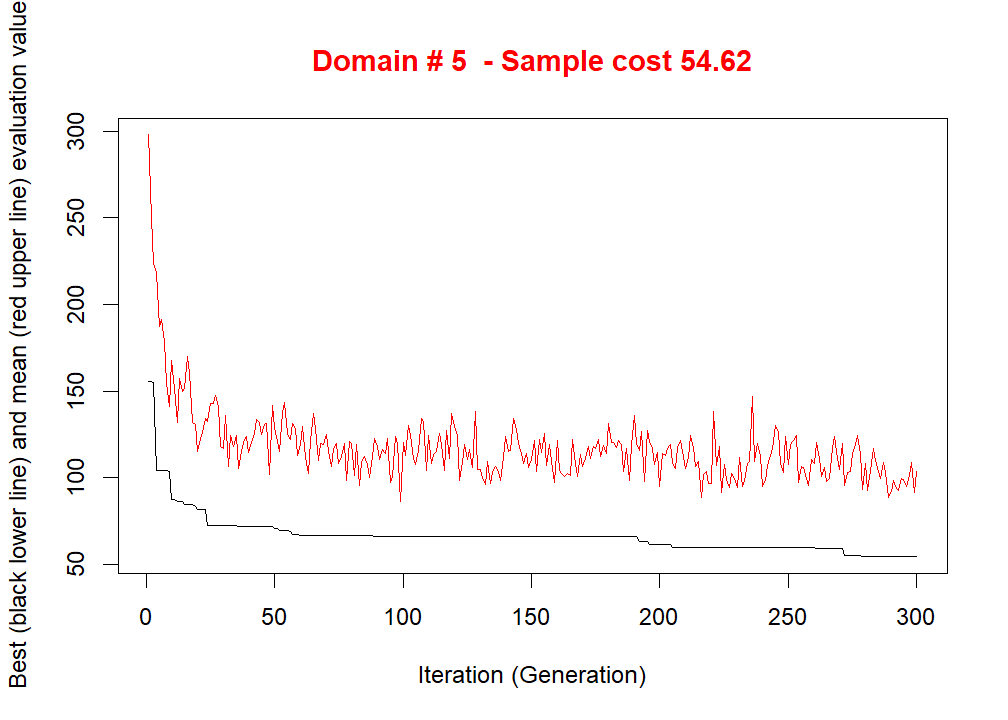 Domain # 5  - Sample cost 54.62
Best (black lower line) and mean (red upper line) evaluation value
300
250
200
150
100
50
0 50 100 150 200 250 300
Iteration (Generation)